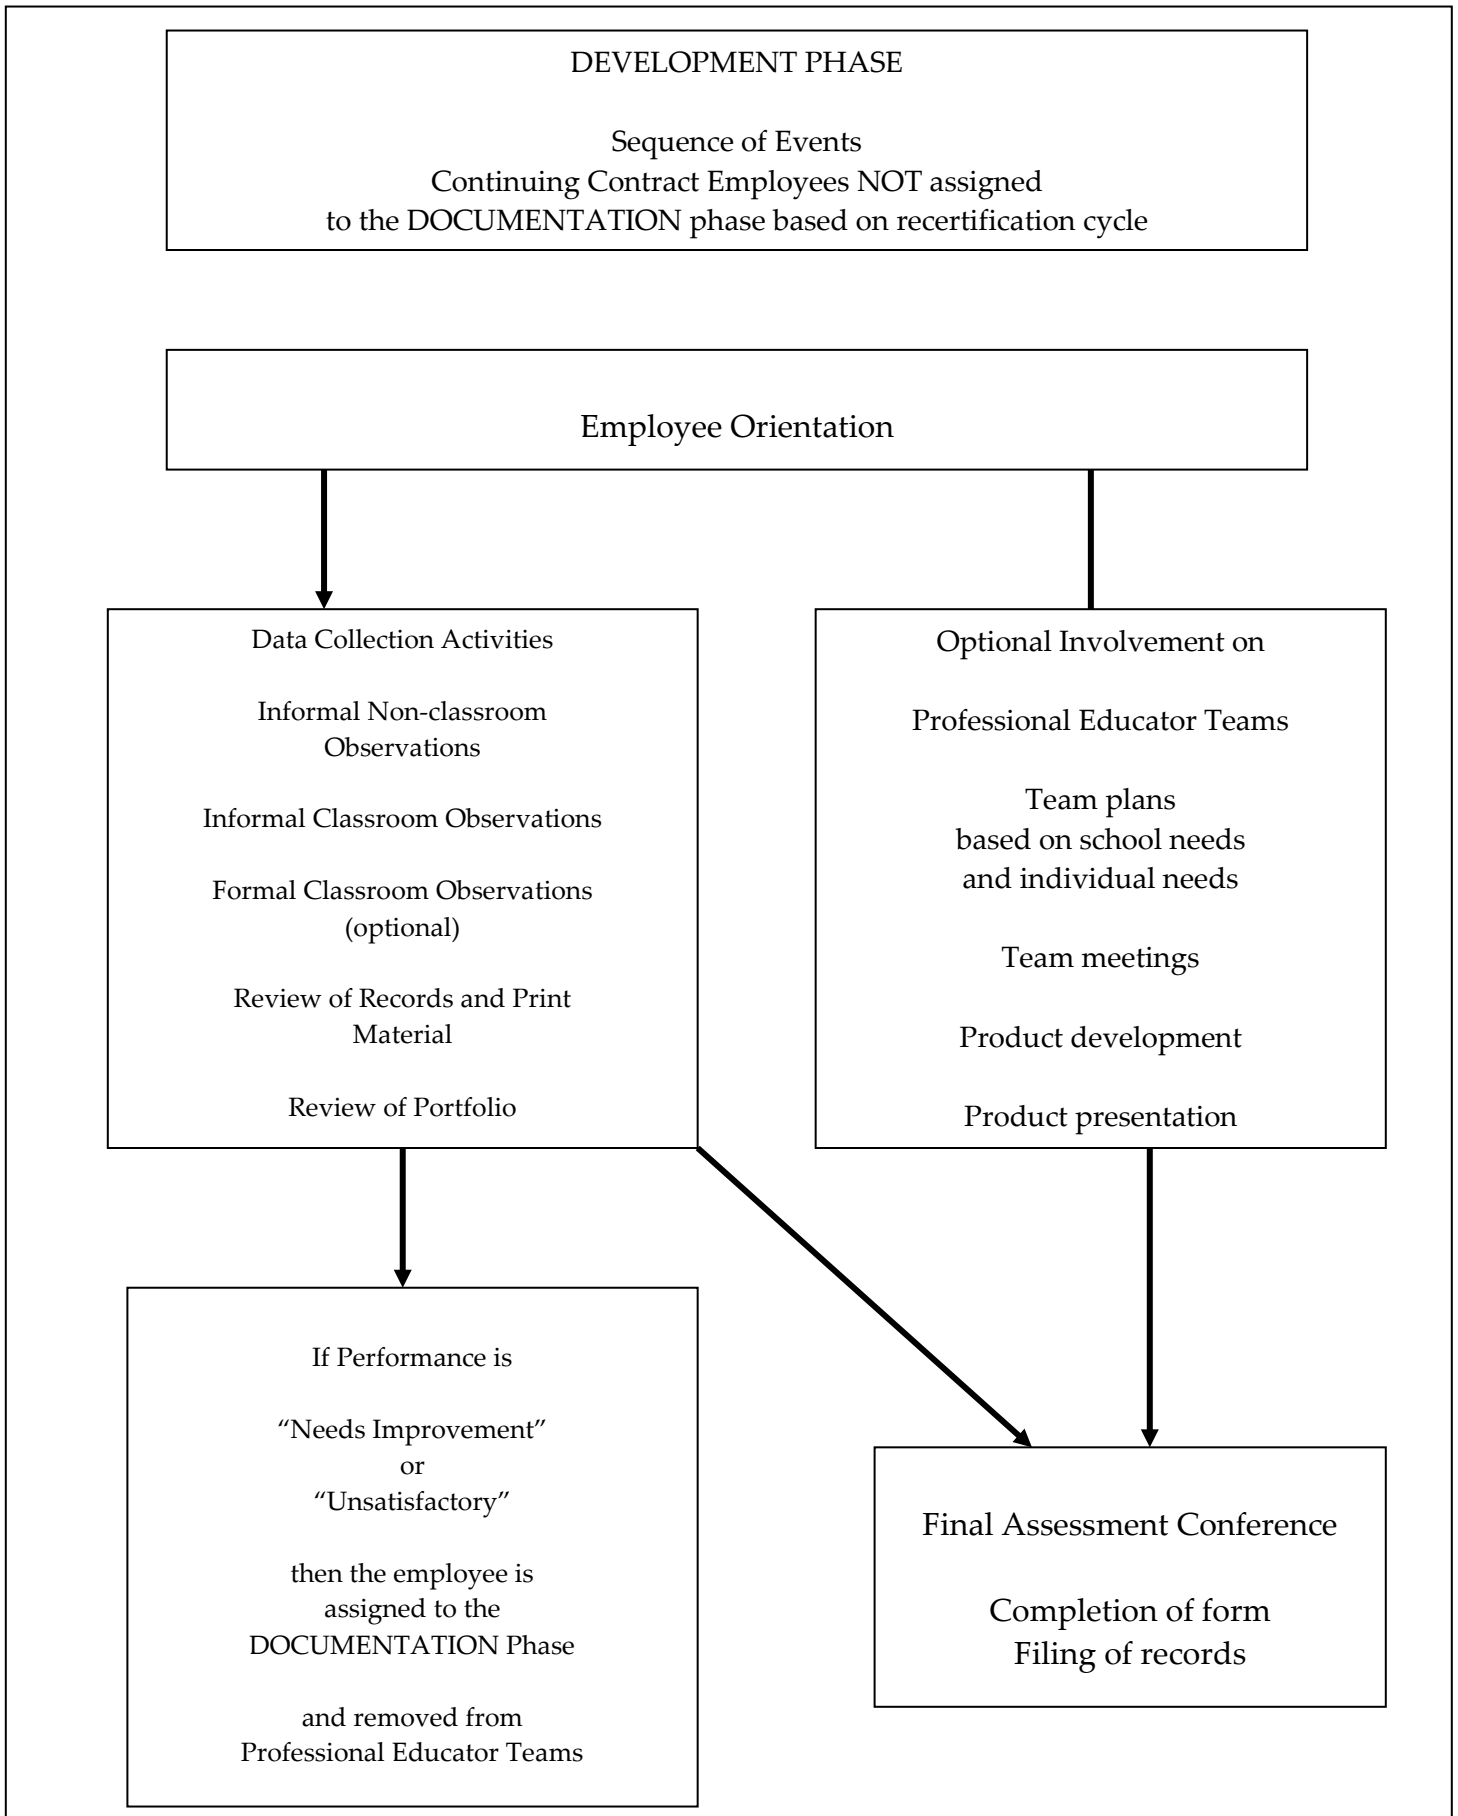 DEVELOPMENT PHASE
Sequence of Events
Continuing Contract Employees NOT assigned
to the DOCUMENTATION phase based on recertification cycle
Employee Orientation
Data Collection Activities
Informal Non-classroom
Observations
Informal Classroom Observations
Formal Classroom Observations
(optional)
Review of Records and Print
Material
Review of Portfolio
Optional Involvement on
Professional Educator Teams
Team plans
based on school needs
and individual needs
Team meetings
Product development
Product presentation
If Performance is
“Needs Improvement”
or
“Unsatisfactory”
then the employee is
assigned to the
DOCUMENTATION Phase
and removed from
Professional Educator Teams
Final Assessment Conference
Completion of form
Filing of records